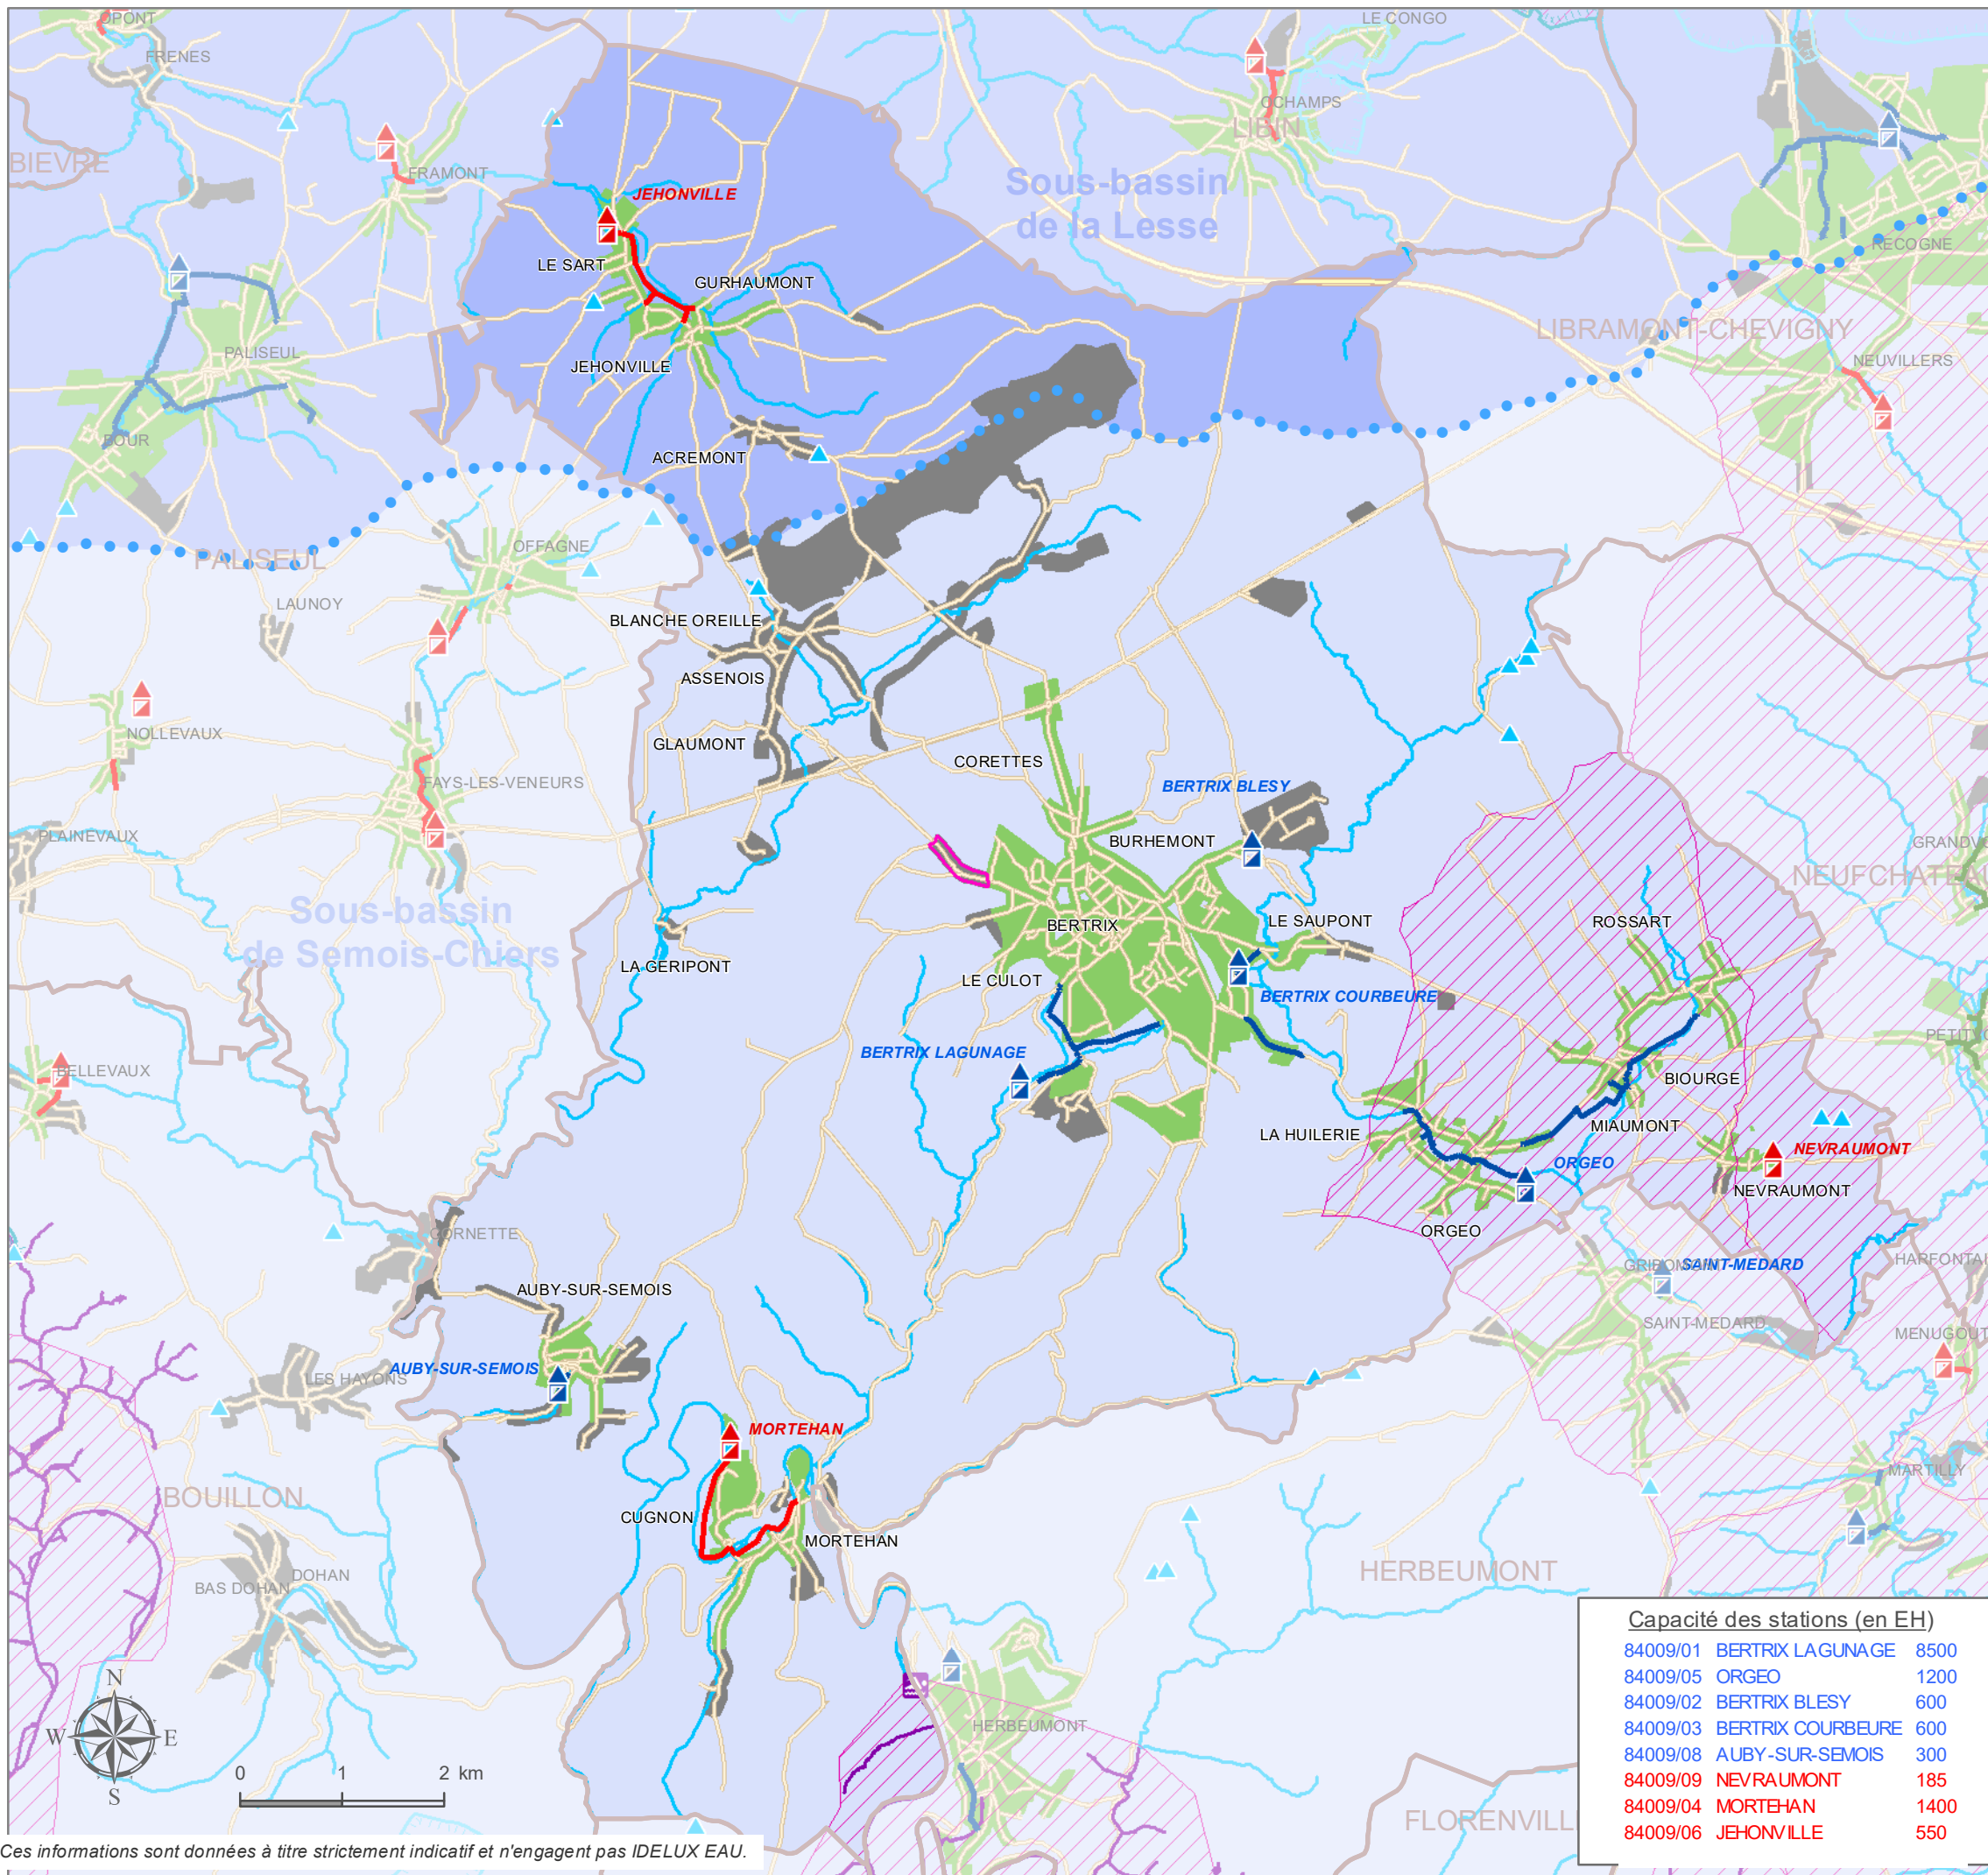 OPONT
LE CONGO
FRENES
OCHAMPS
LIBIN
BIEVRE
FRAMONT
Sous-bassin
de la Lesse
JEHONVILLE
RECOGNE
LE SART
GURHAUMONT
LIBRAMONT-CHEVIGNY
PALISEUL
NEUVILLERS
JEHONVILLE
FOUR
ACREMONT
OFFAGNE
PALISEUL
LAUNOY
BLANCHE OREILLE
ASSENOIS
NOLLEVAUX
GLAUMONT
CORETTES
FAYS-LES-VENEURS
BERTRIX BLESY
PLAINEVAUX
BURHEMONT
GRANDVO
NEUFCHATEAU
Sous-bassin
de Semois-Chiers
BERTRIX
LE SAUPONT
ROSSART
LA GERIPONT
LE CULOT
BERTRIX COURBEURE
PETITVO
BERTRIX LAGUNAGE
BELLEVAUX
BIOURGE
LA HUILERIE
MIAUMONT
NEVRAUMONT
ORGEO
NEVRAUMONT
CORNETTE
ORGEO
GRIBOMONT
SAINT-MEDARD
HARFONTAI
AUBY-SUR-SEMOIS
SAINT-MEDARD
MENUGOUT
AUBY-SUR-SEMOIS
LES HAYONS
MORTEHAN
MARTILLY
BOUILLON
CUGNON
MORTEHAN
HERBEUMONT
DOHAN
BAS DOHAN
HERBEUMONT
FLORENVILL
N
W E
S
0 1 2 km
Capacité des stations (en EH)
84009/01 BERTRIX LAGUNAGE 8500
84009/05 ORGEO 1200
84009/02 BERTRIX BLESY 600
84009/03 BERTRIX COURBEURE 600
84009/08 AUBY-SUR-SEMOIS 300
84009/09 NEVRAUMONT 185
84009/04 MORTEHAN 1400
84009/06 JEHONVILLE 550
Ces informations sont données à titre strictement indicatif et n'engagent pas IDELUX EAU.